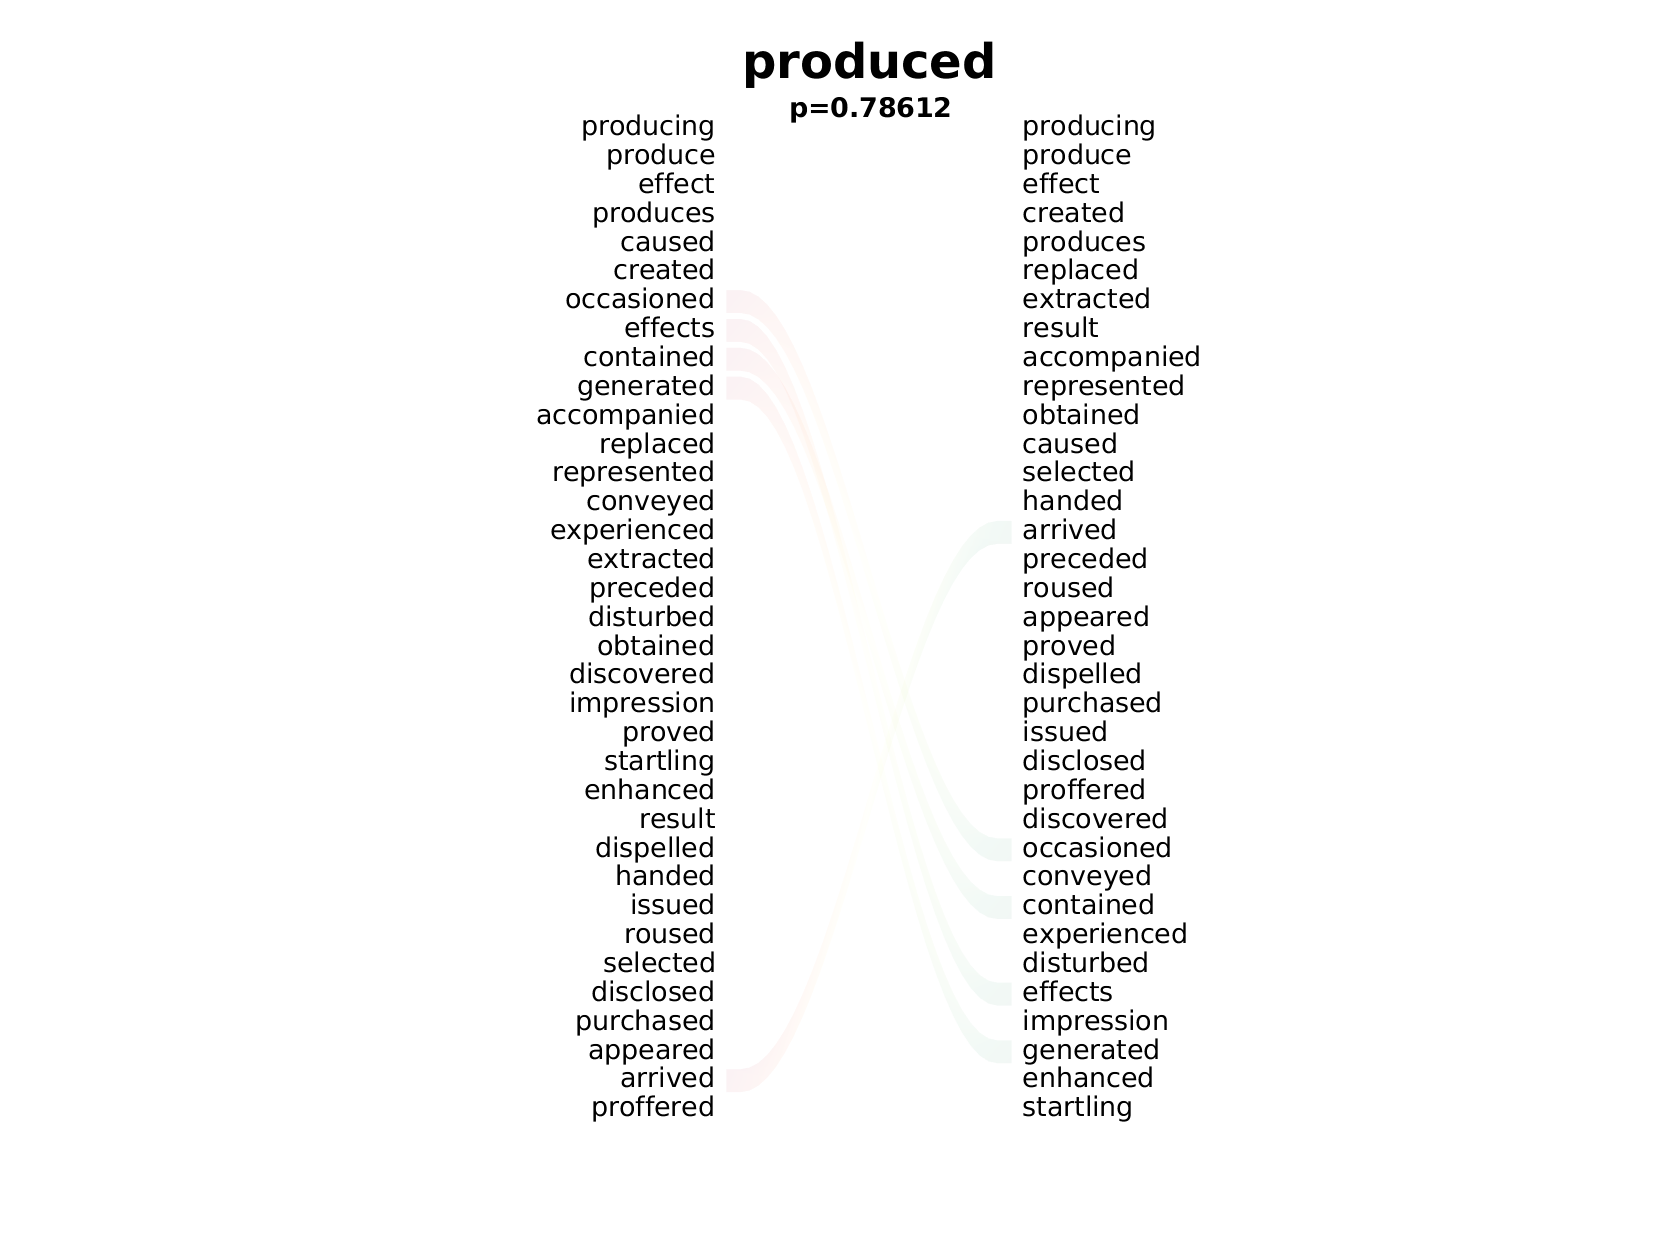 produced
p=0.78612
producing producing
produce produce
effect effect
produces created
caused produces
created replaced
occasioned extracted
effects result
contained accompanied
generated represented
accompanied obtained
replaced caused
represented selected
conveyed handed
experienced arrived
extracted preceded
preceded roused
disturbed appeared
obtained proved
discovered dispelled
impression purchased
proved issued
startling disclosed
enhanced proffered
result discovered
dispelled occasioned
handed conveyed
issued contained
roused experienced
selected disturbed
disclosed effects
purchased impression
appeared generated
arrived enhanced
proffered startling